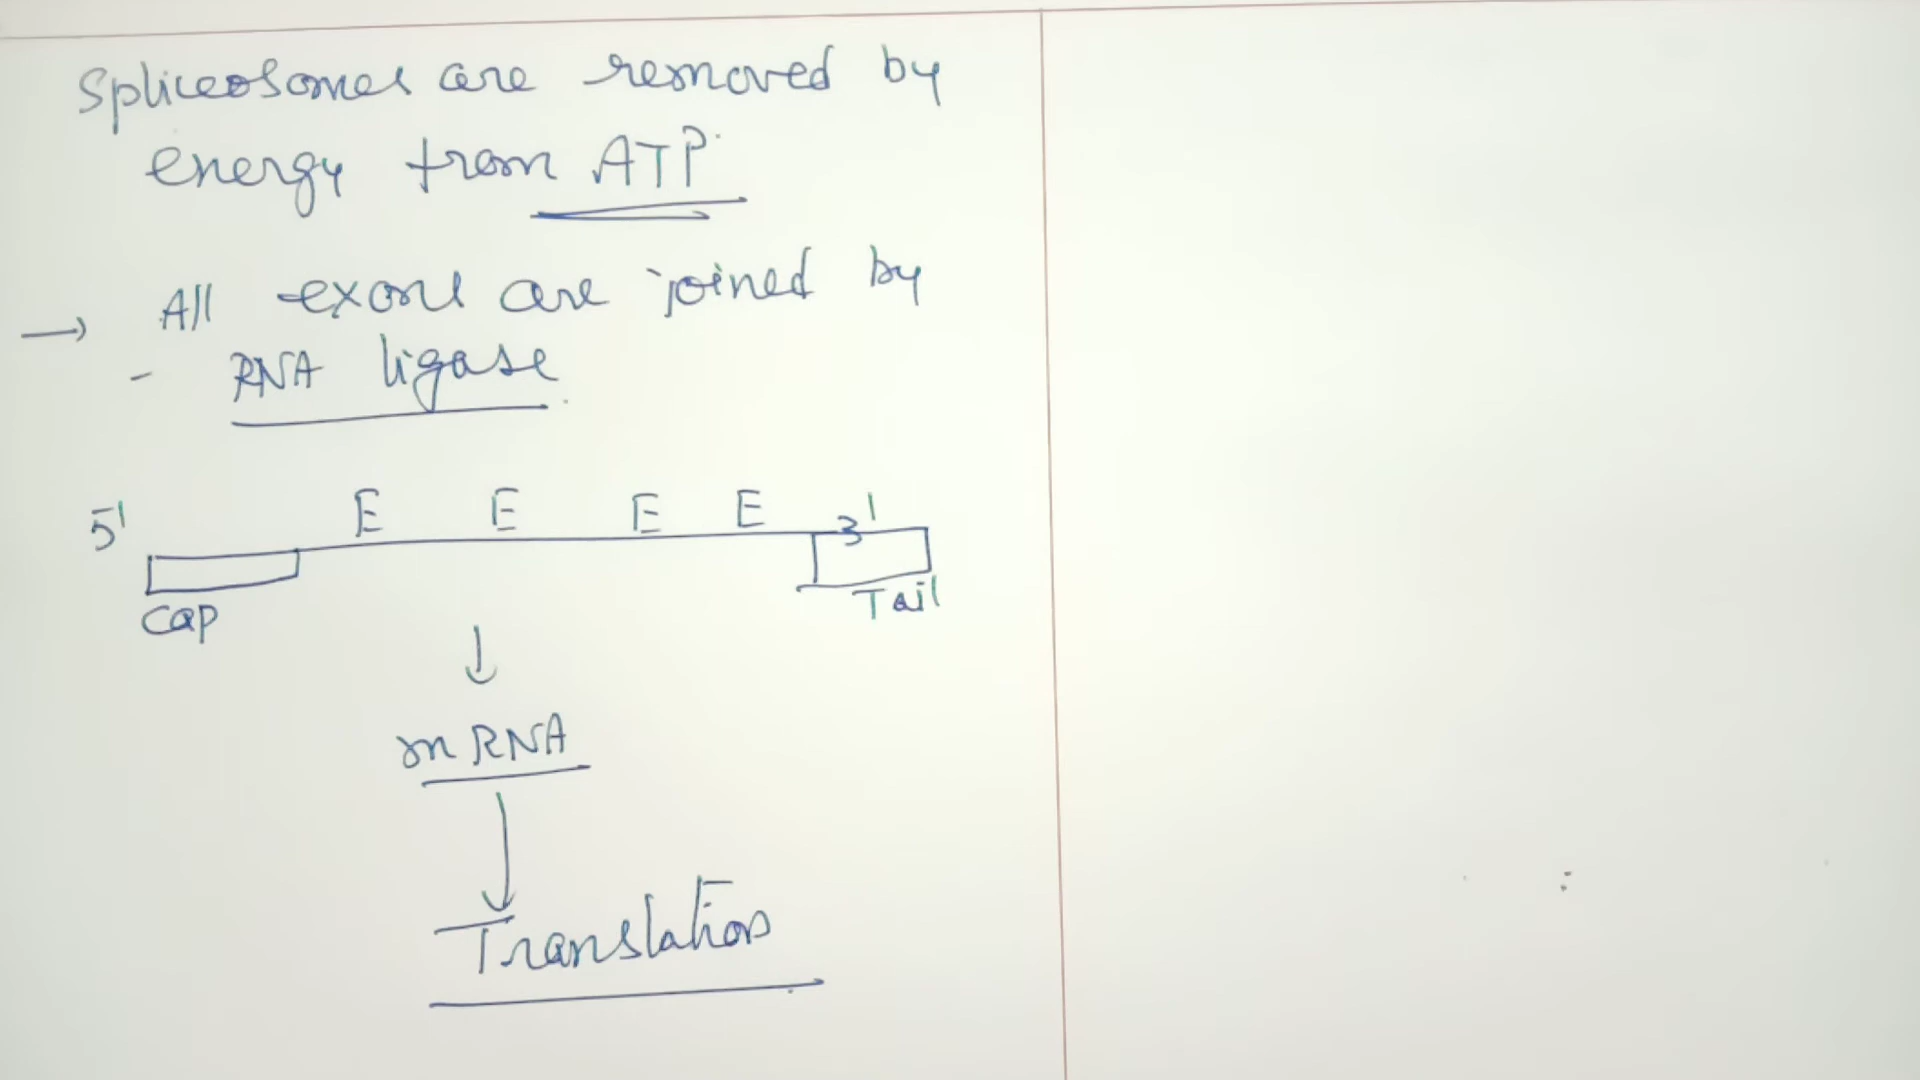 Spliceosomes are removed by
energy from ATP
→ All exons are joined by
- RNA ligase
5' E E E E 3'
Cap Tail
↓
mRNA
↓
Translation